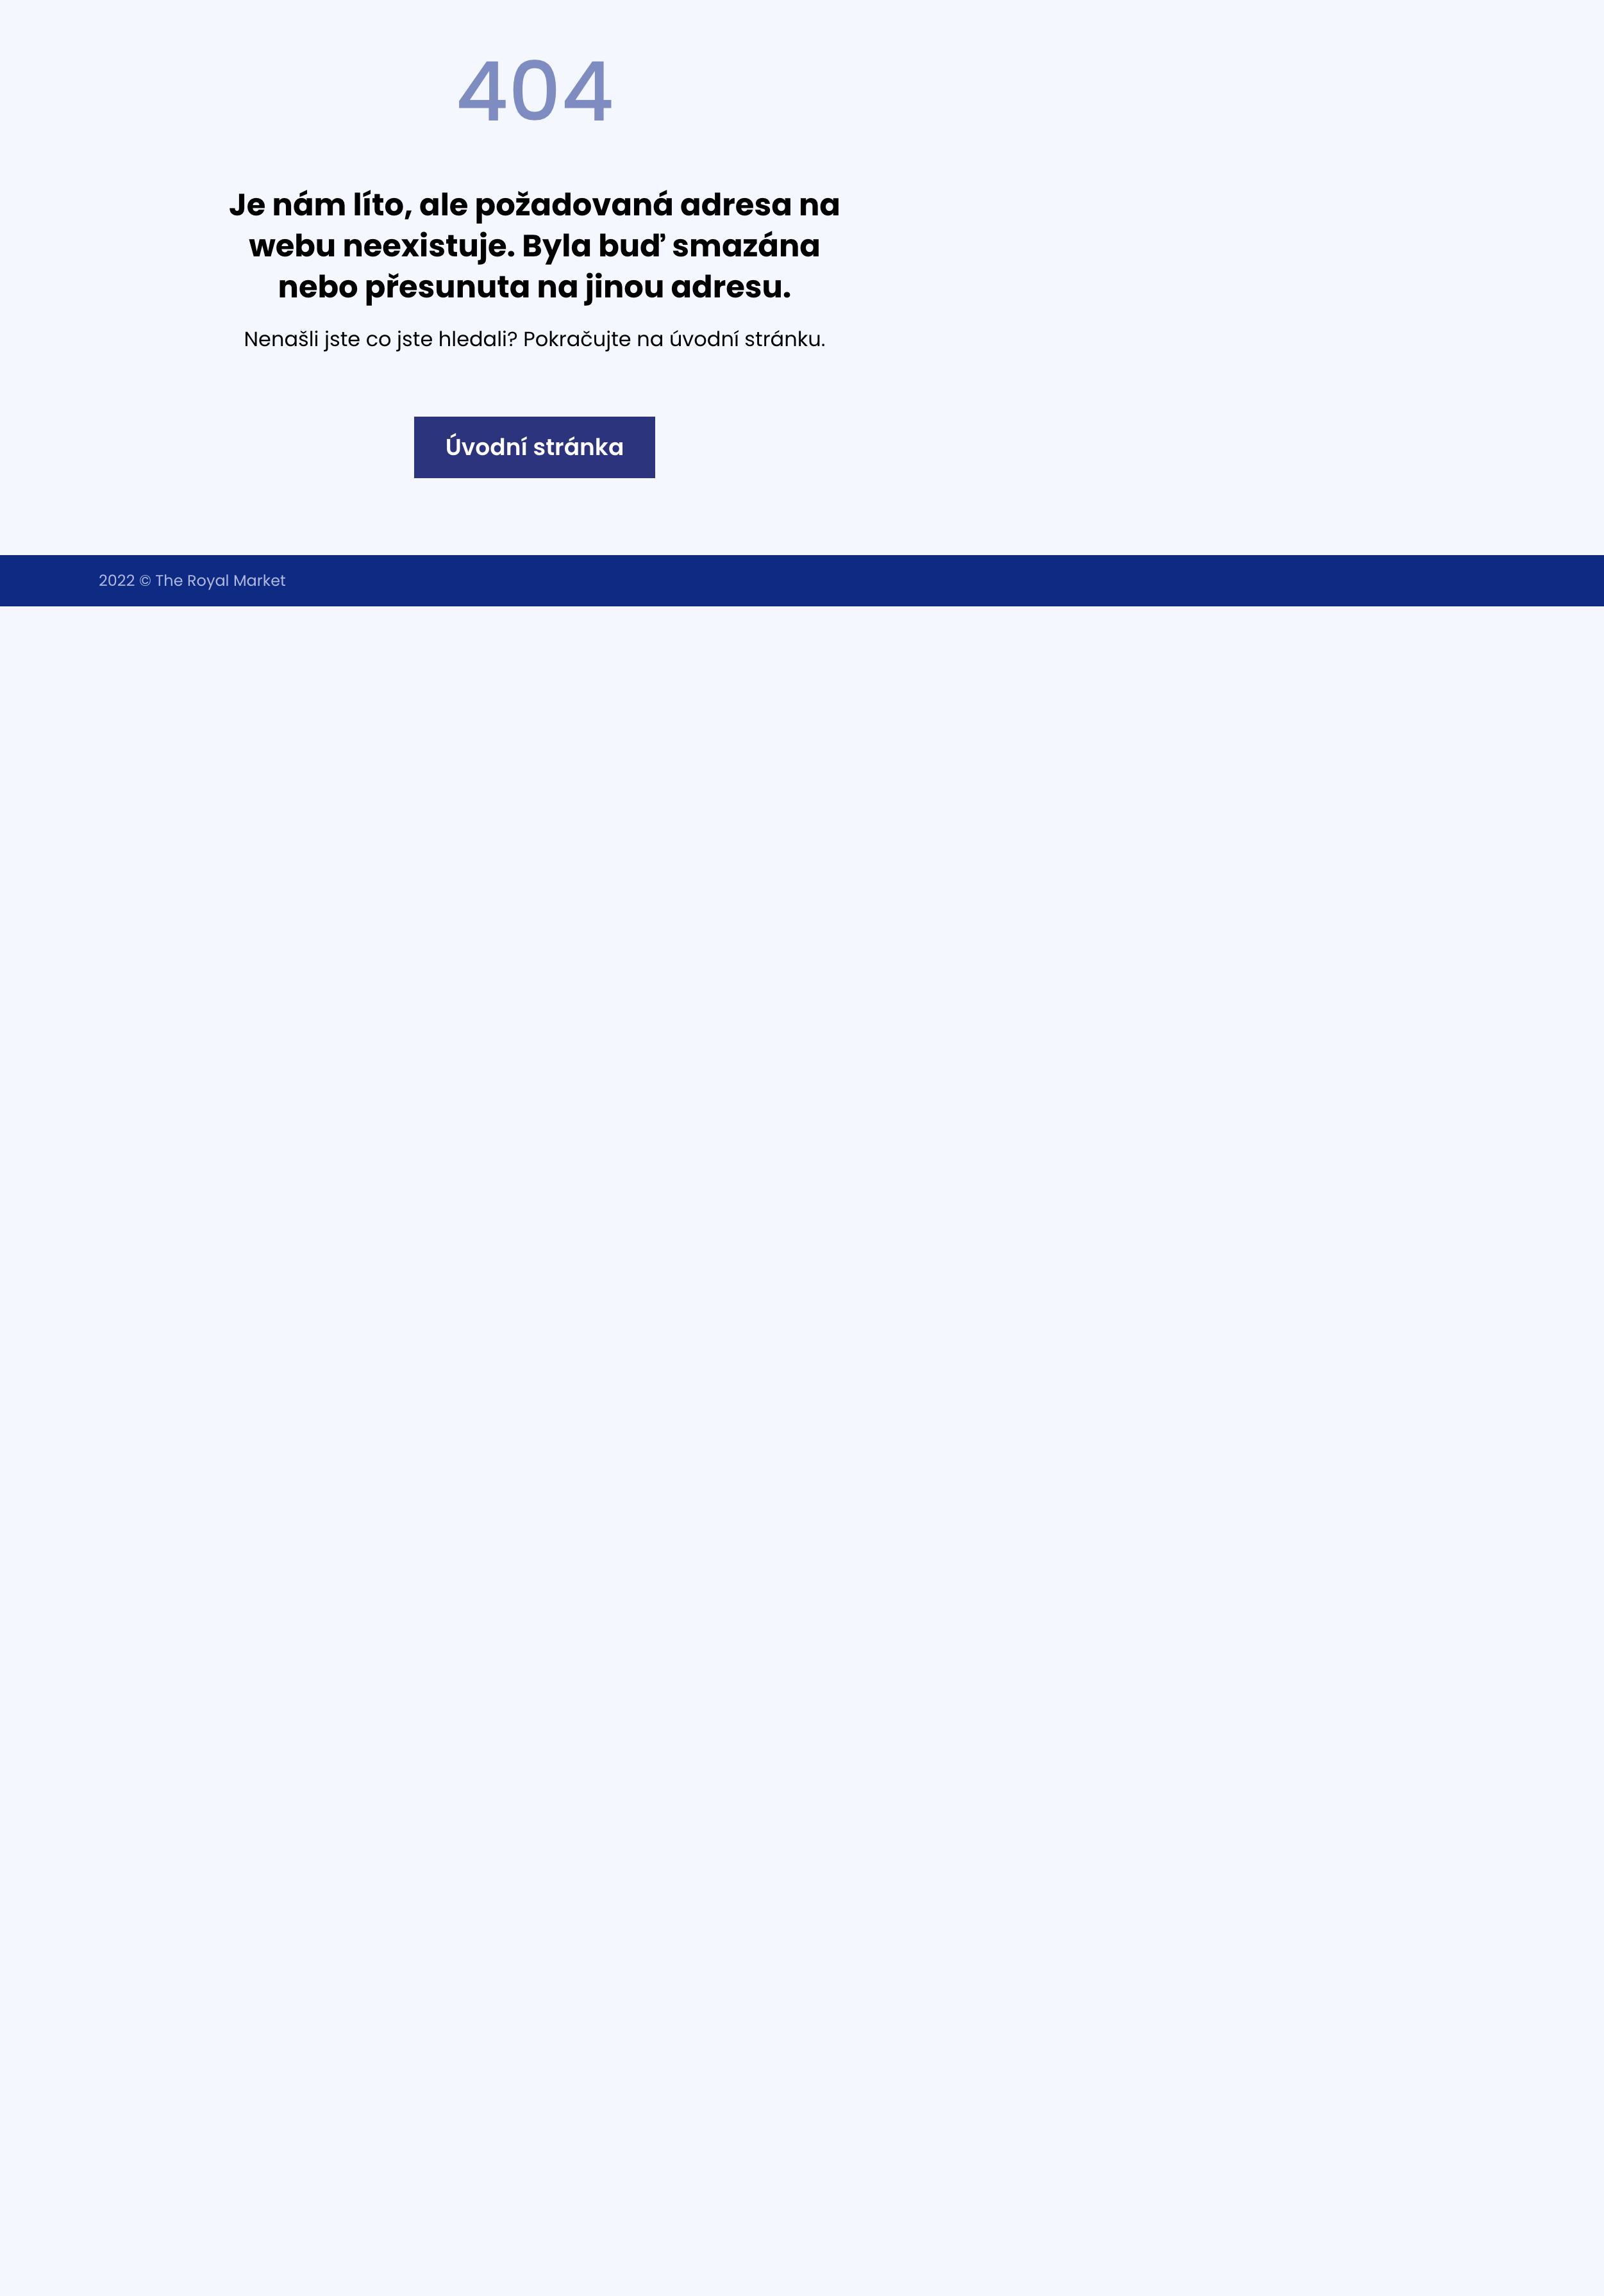 404
Je nám líto, ale požadovaná adresa na
webu neexistuje. Byla buď smazána
nebo přesunuta na jinou adresu.
Nenašli jste co jste hledali? Pokračujte na úvodní stránku.
Úvodní stránka
2022 © The Royal Market